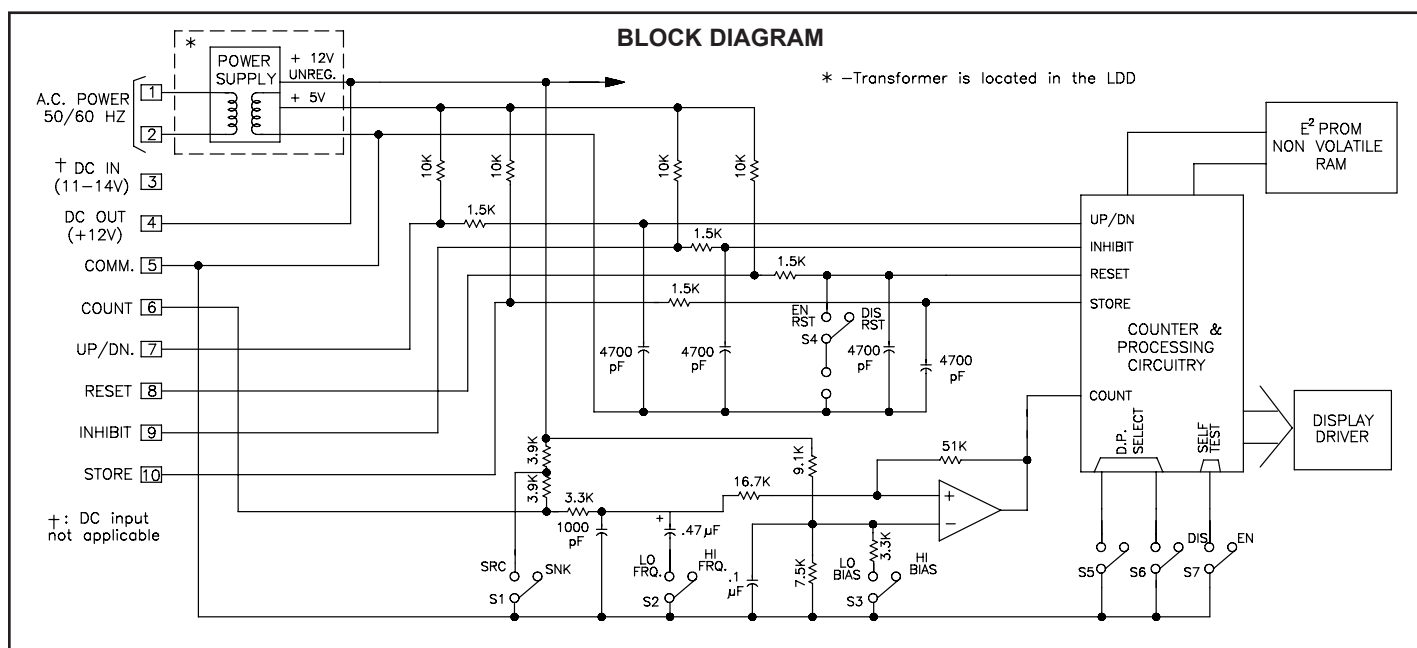 BLOCK DIAGRAM
*
POWER
SUPPLY
+ 12V
UNREG.
+ 5V
* –Transformer is located in the LDD
A.C. POWER
50/60 HZ
1
2
† DC IN
(11–14V)
3
DC OUT
(+12V)
4
COMM.
5
COUNT
6
UP/DN.
7
RESET
8
INHIBIT
9
STORE
10
†: DC input
not applicable
10K
10K
10K
10K
1.5K
1.5K
1.5K
1.5K
4700
pF
4700
pF
EN
RST
DIS
RST
S4
4700
pF
4700
pF
E² PROM
NON VOLATILE
RAM
UP/DN
INHIBIT
RESET
STORE
COUNTER &
PROCESSING
CIRCUITRY
COUNT
D.P.
SELECT
SELF
TEST
DISPLAY
DRIVER
3.9K
3.9K
3.3K
1000
pF
+
.47µF
16.7K
9.1K
51K
+
–
3.3K
7.5K
.1
µF
SRC
SNK
S1
LO
FRQ.
HI
FRQ.
S2
LO
BIAS
HI
BIAS
S3
S5
S6
DIS
EN
S7